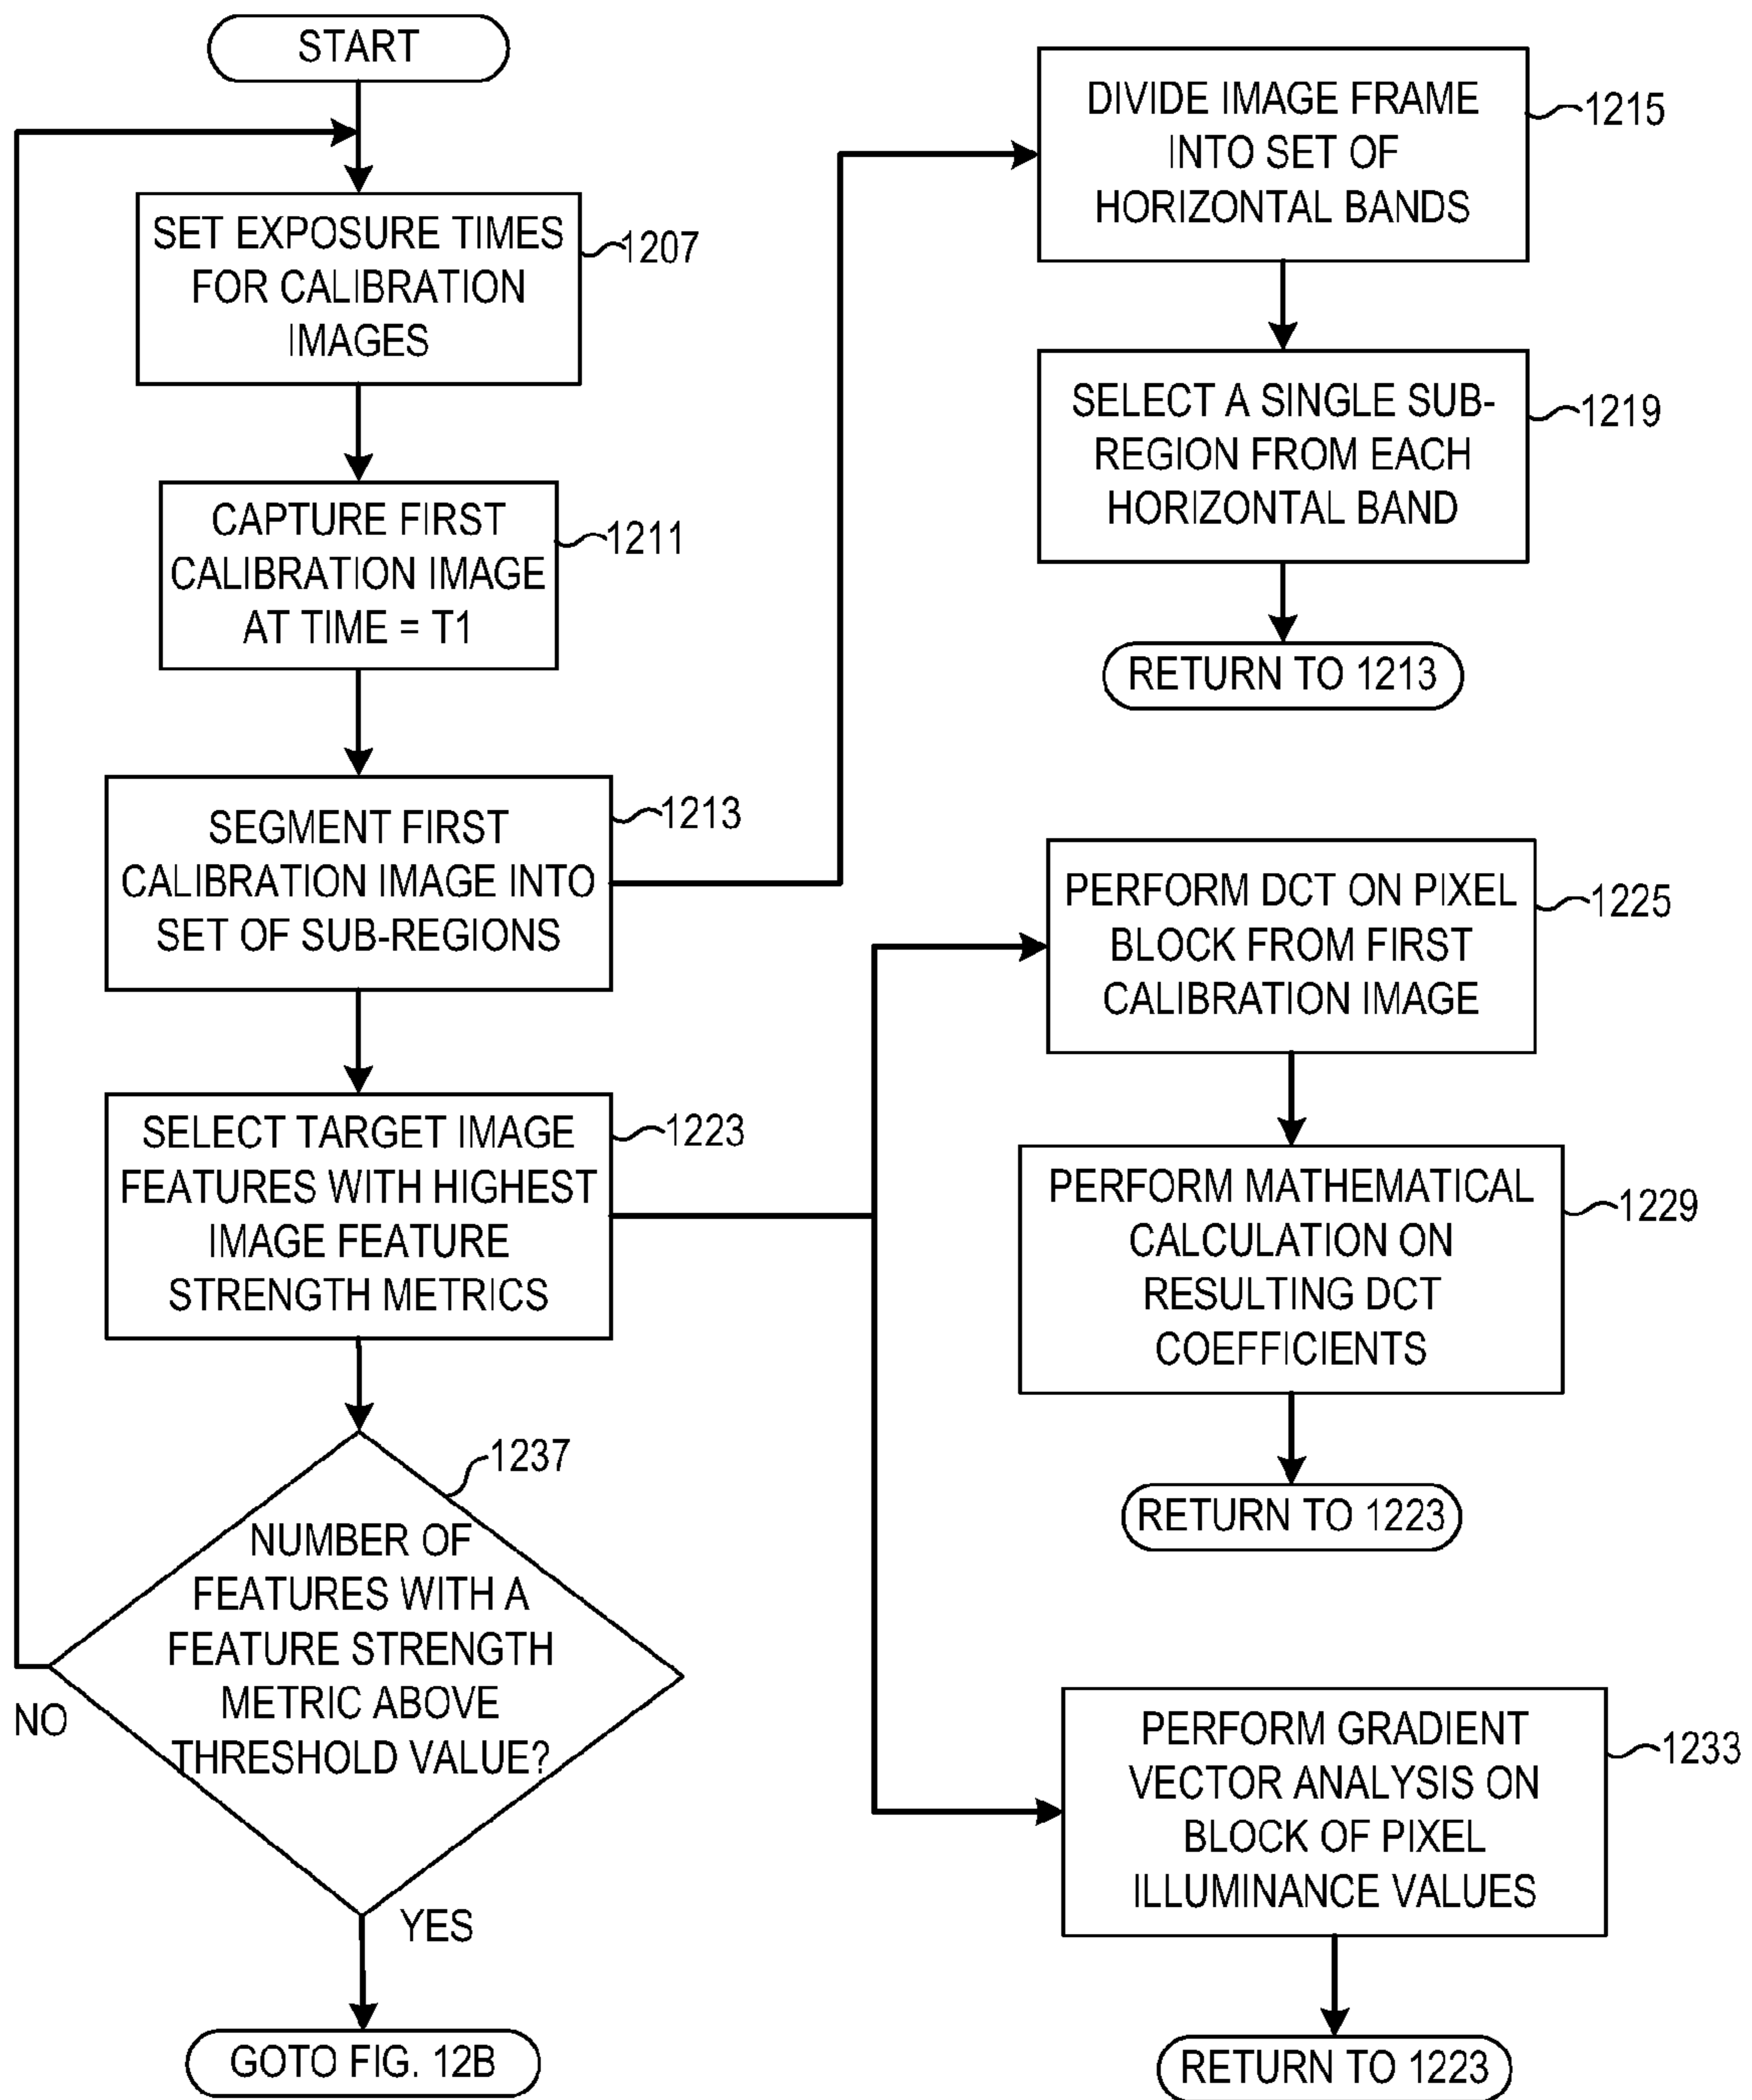 START
SET EXPOSURE TIMES
FOR CALIBRATION
IMAGES
1207
CAPTURE FIRST
CALIBRATION IMAGE
AT TIME = T1
1211
SEGMENT FIRST
CALIBRATION IMAGE INTO
SET OF SUB-REGIONS
1213
SELECT TARGET IMAGE
FEATURES WITH HIGHEST
IMAGE FEATURE
STRENGTH METRICS
1223
1237
NUMBER OF
FEATURES WITH A
FEATURE STRENGTH
METRIC ABOVE
THRESHOLD VALUE?
NO
YES
GOTO FIG. 12B
DIVIDE IMAGE FRAME
INTO SET OF
HORIZONTAL BANDS
1215
SELECT A SINGLE SUB-
REGION FROM EACH
HORIZONTAL BAND
1219
RETURN TO 1213
PERFORM DCT ON PIXEL
BLOCK FROM FIRST
CALIBRATION IMAGE
1225
PERFORM MATHEMATICAL
CALCULATION ON
RESULTING DCT
COEFFICIENTS
1229
RETURN TO 1223
PERFORM GRADIENT
VECTOR ANALYSIS ON
BLOCK OF PIXEL
ILLUMINANCE VALUES
1233
RETURN TO 1223